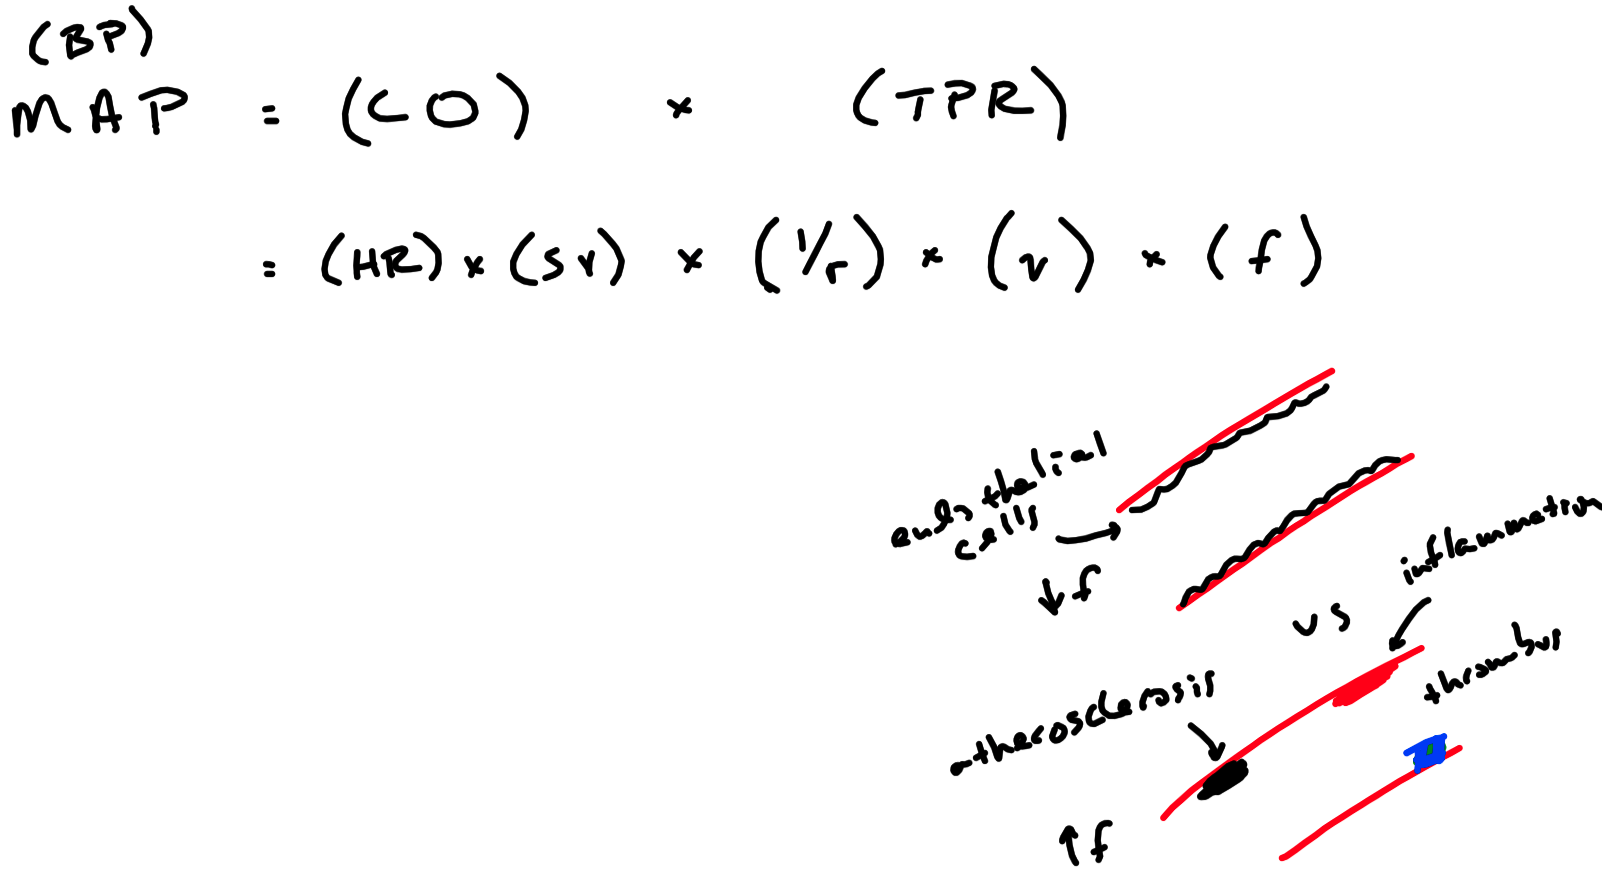 (BP)
MAP = (CO) × (TPR)
= (HR) × (SV) × (1/r) × (v) × (f)
endothelial
cells
↓f
inflammation
vs
thrombus
atherosclerosis
↑f